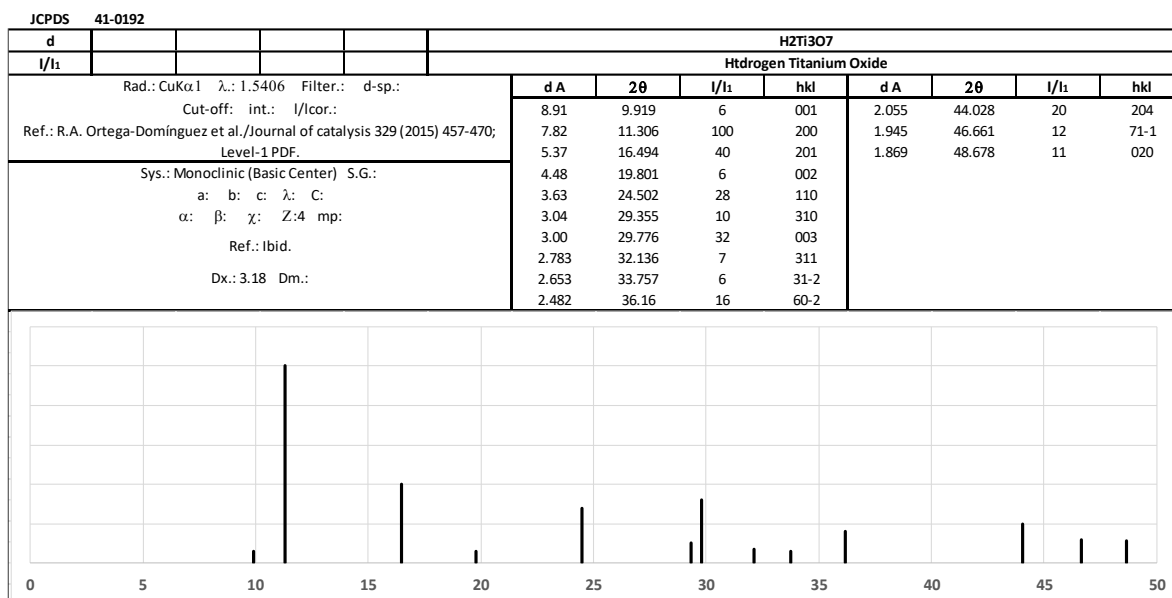 JCPDS 41-0192
d H2Ti3O7
I/I1 Htdrogen Titanium Oxide
Rad.: CuKα1 λ.: 1.5406 Filter.: d-sp.:
Cut-off: int.: I/Icor.:
Ref.: R.A. Ortega-Domínguez et al./Journal of catalysis 329 (2015) 457-470;
Level-1 PDF.
Sys.: Monoclinic (Basic Center) S.G.:
a: b: c: λ: C:
α: β: χ: Z:4 mp:
Ref.: Ibid.
Dx.: 3.18 Dm.:
d A 2θ I/I1 hkl d A 2θ I/I1 hkl
8.91 9.919 6 001 2.055 44.028 20 204
7.82 11.306 100 200 1.945 46.661 12 71-1
5.37 16.494 40 201 1.869 48.678 11 020
4.48 19.801 6 002
3.63 24.502 28 110
3.04 29.355 10 310
3.00 29.776 32 003
2.783 32.136 7 311
2.653 33.757 6 31-2
2.482 36.16 16 60-2
0 5 10 15 20 25 30 35 40 45 50